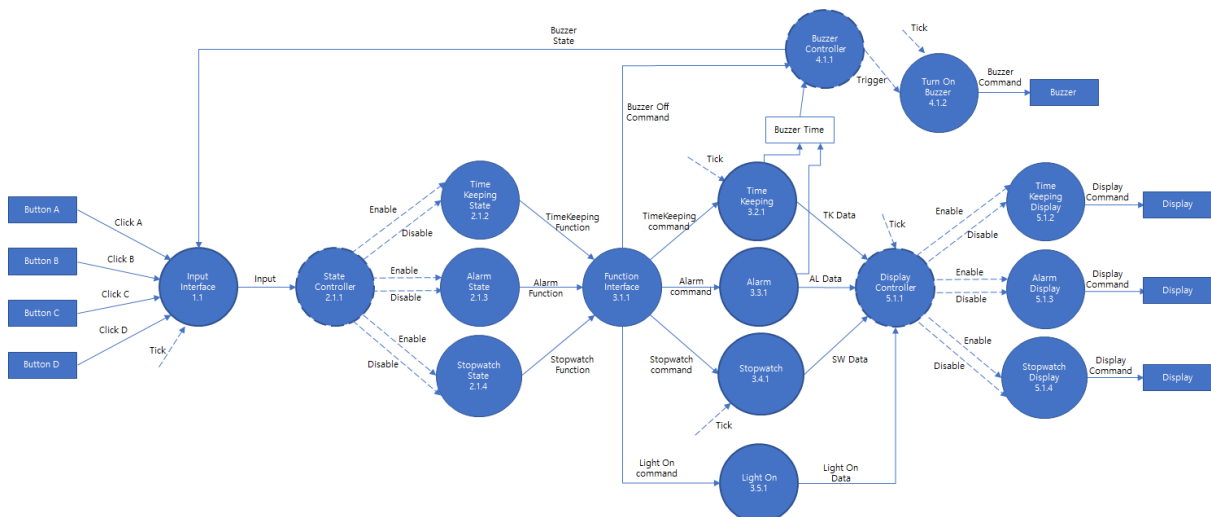 Buzzer
State
Buzzer
Controller
4.1.1
Tick
Trigger
Turn On
Buzzer
4.1.2
Buzzer
Command
Buzzer
Buzzer Off
Command
Buzzer Time
Tick
Button A
Click A
Button B
Click B
Button C
Click C
Button D
Click D
Tick
Input
Interface
1.1
Input
State
Controller
2.1.1
Enable
Disable
Enable
Disable
Enable
Disable
Time
Keeping
State
2.1.2
Alarm
State
2.1.3
Stopwatch
State
2.1.4
TimeKeeping
Function
Alarm
Function
Stopwatch
Function
Function
Interface
3.1.1
TimeKeeping
command
Alarm
command
Stopwatch
command
Light On
command
Time
Keeping
3.2.1
Alarm
3.3.1
Stopwatch
3.4.1
Tick
Light On
3.5.1
TK Data
AL Data
SW Data
Light On
Data
Tick
Display
Controller
5.1.1
Enable
Disable
Enable
Disable
Enable
Disable
Time
Keeping
Display
5.1.2
Alarm
Display
5.1.3
Stopwatch
Display
5.1.4
Display
Command
Display
Display
Command
Display
Display
Command
Display